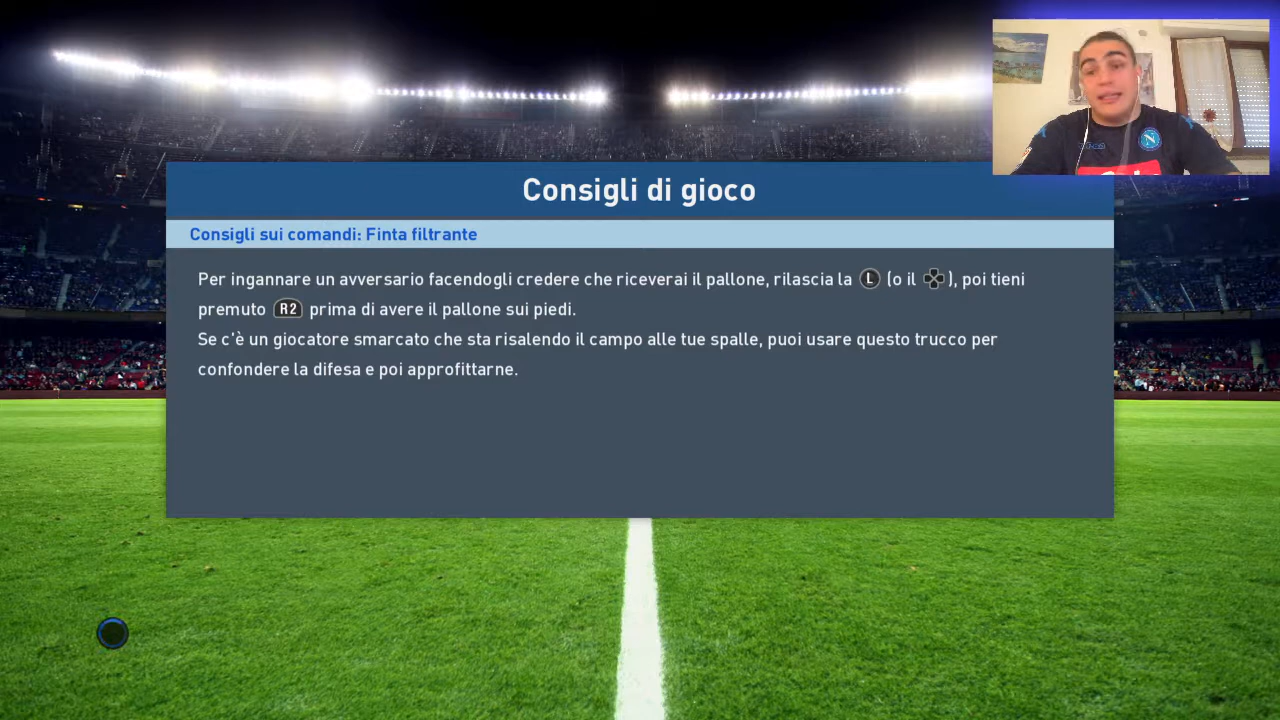 Consigli di gioco
Consigli sui comandi: Finta filtrante
Per ingannare un avversario facendogli credere che riceverai il pallone, rilascia la L (o il ), poi tieni
premuto R2 prima di avere il pallone sui piedi.
Se c'è un giocatore smarcato che sta risalendo il campo alle tue spalle, puoi usare questo trucco per
confondere la difesa e poi approfittarne.
N